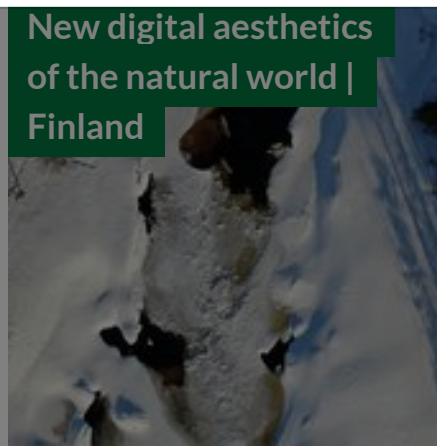 New digital aesthetics
of the natural world |
Finland